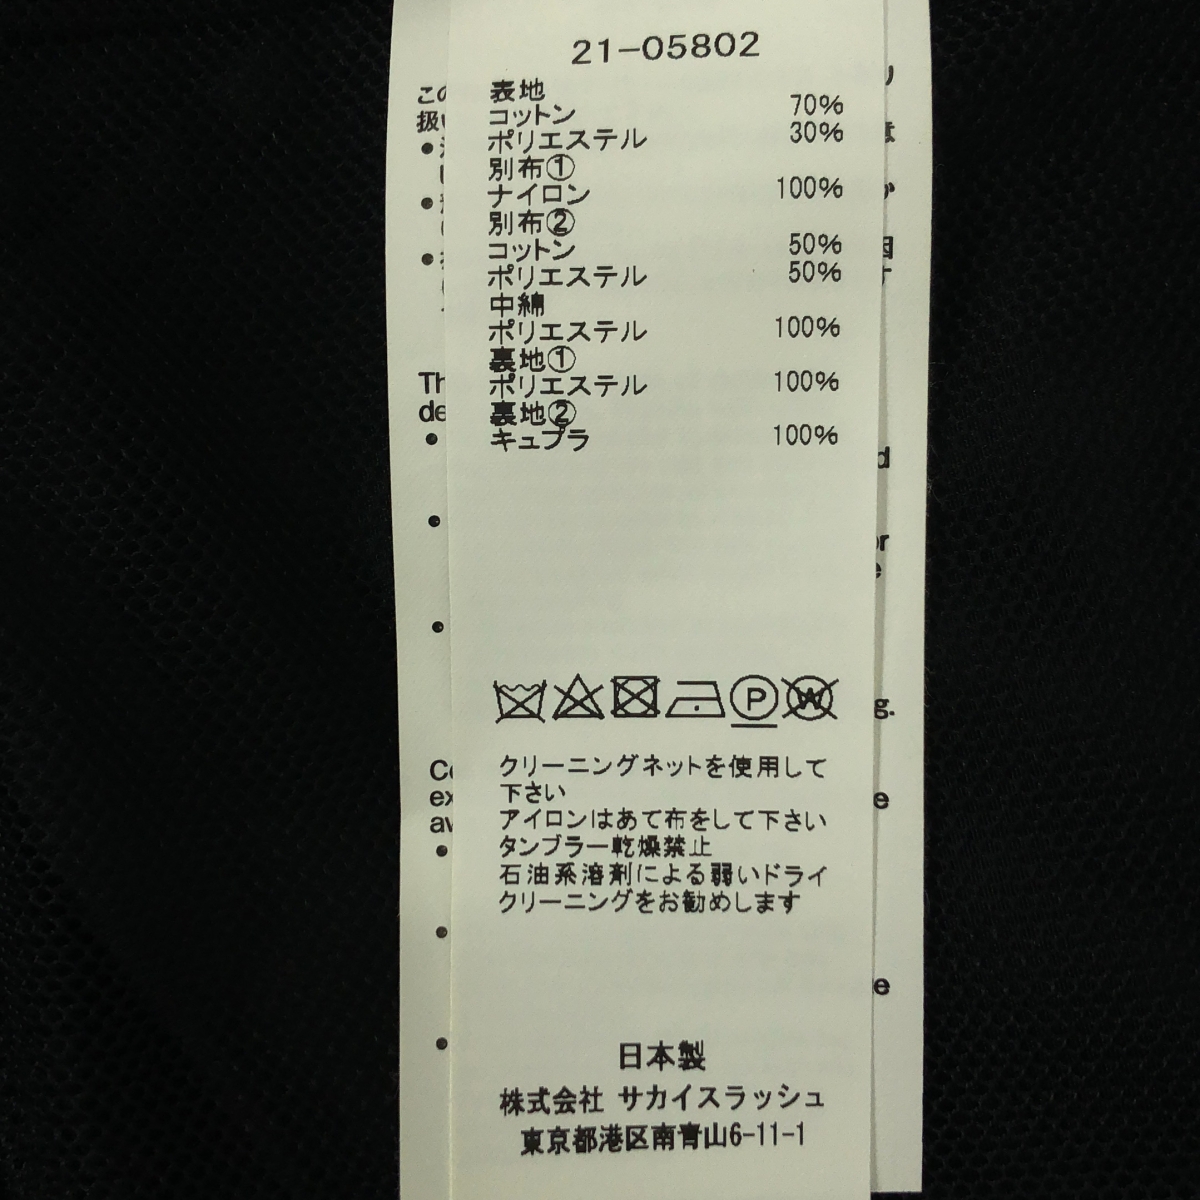 21-05802
表地
コットン 70%
ポリエステル 30%
別布①
ナイロン 100%
別布②
コットン 50%
ポリエステル 50%
中綿
ポリエステル 100%
裏地①
ポリエステル 100%
裏地②
キュプラ 100%
P W
クリーニングネットを使用して
下さい
アイロンはあて布をして下さい
タンブラー乾燥禁止
石油系溶剤による弱いドライ
クリーニングをお勧めします
日本製
株式会社 サカイスラッシュ
東京都港区南青山6-11-1